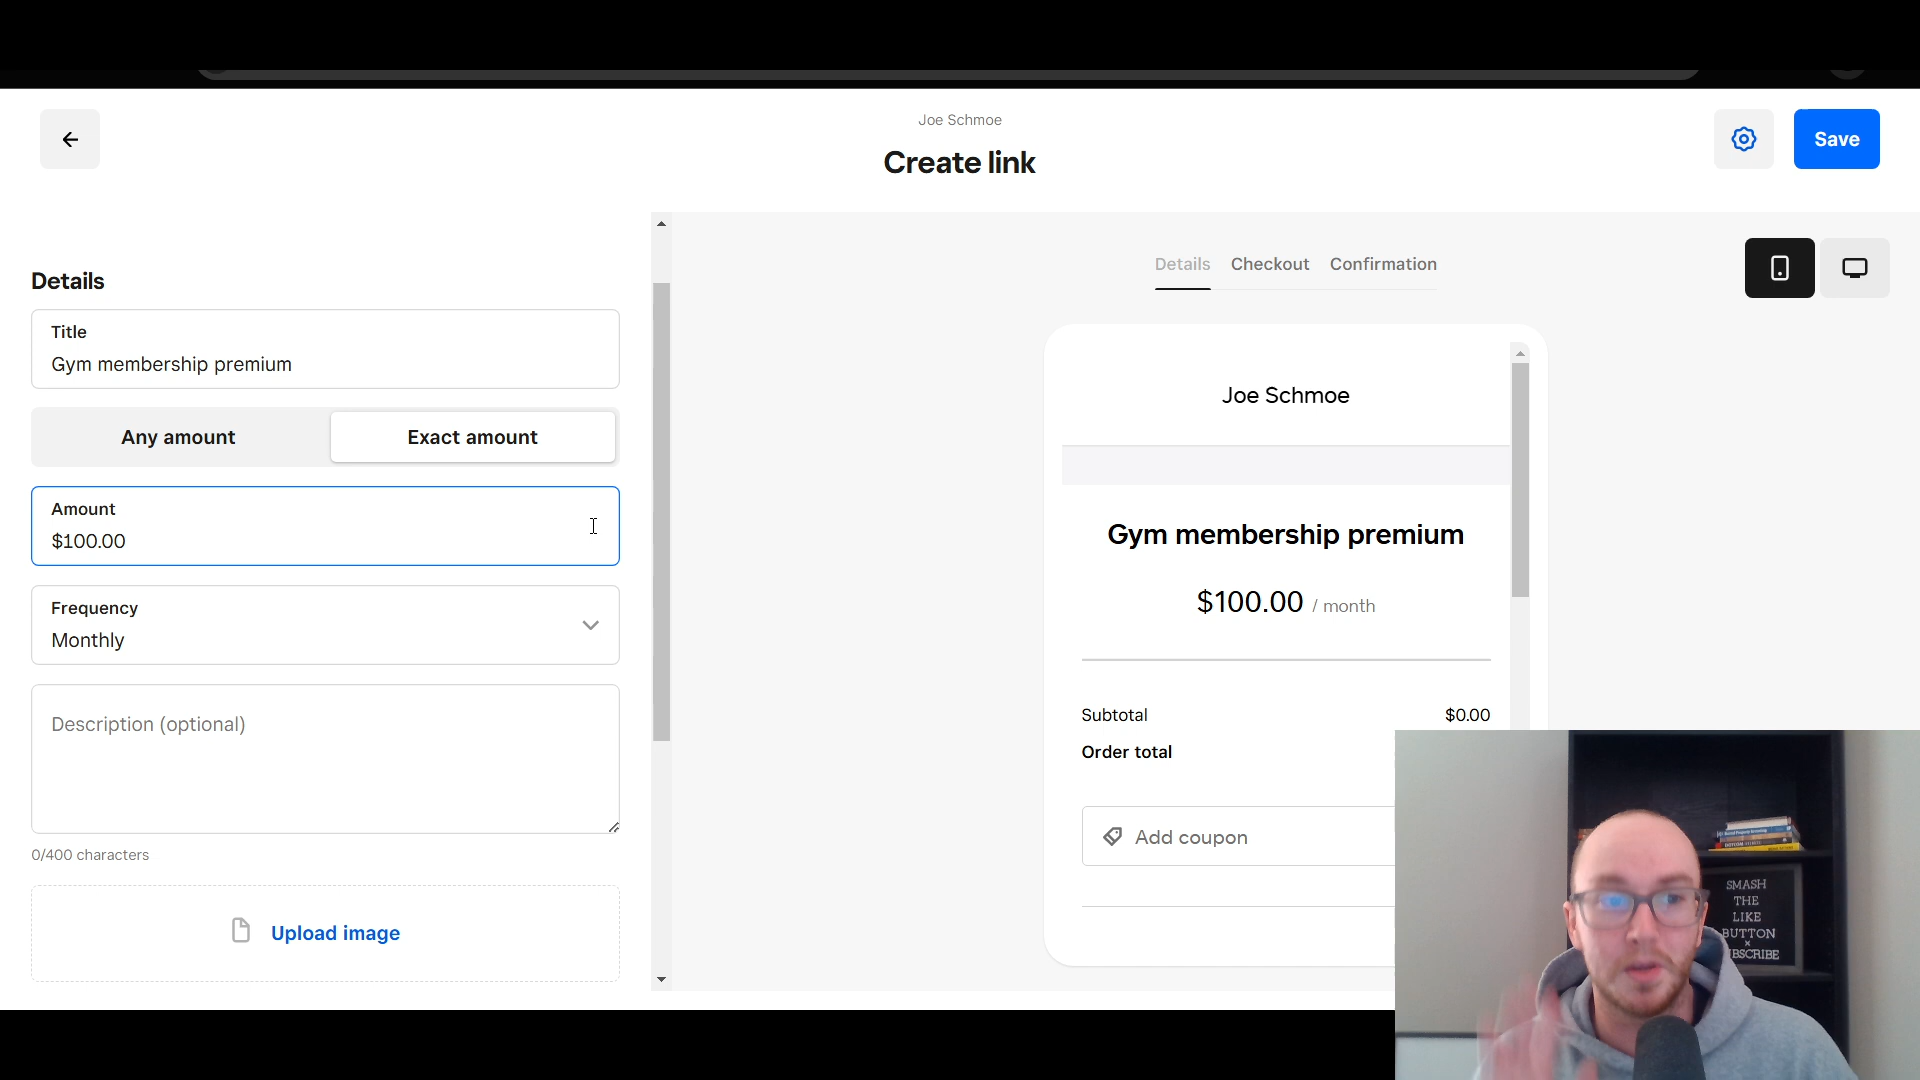 Joe Schmoe
Create link
Save
Details
Title
Gym membership premium
Any amount
Exact amount
Amount
$100.00
Frequency
Monthly
Description (optional)
0/400 characters
Upload image
Details
Checkout
Confirmation
Joe Schmoe
Gym membership premium
$100.00 / month
Subtotal
$0.00
Order total
Add coupon
SMASH
THE
LIKE
BUTTON
×
BSCRIBE